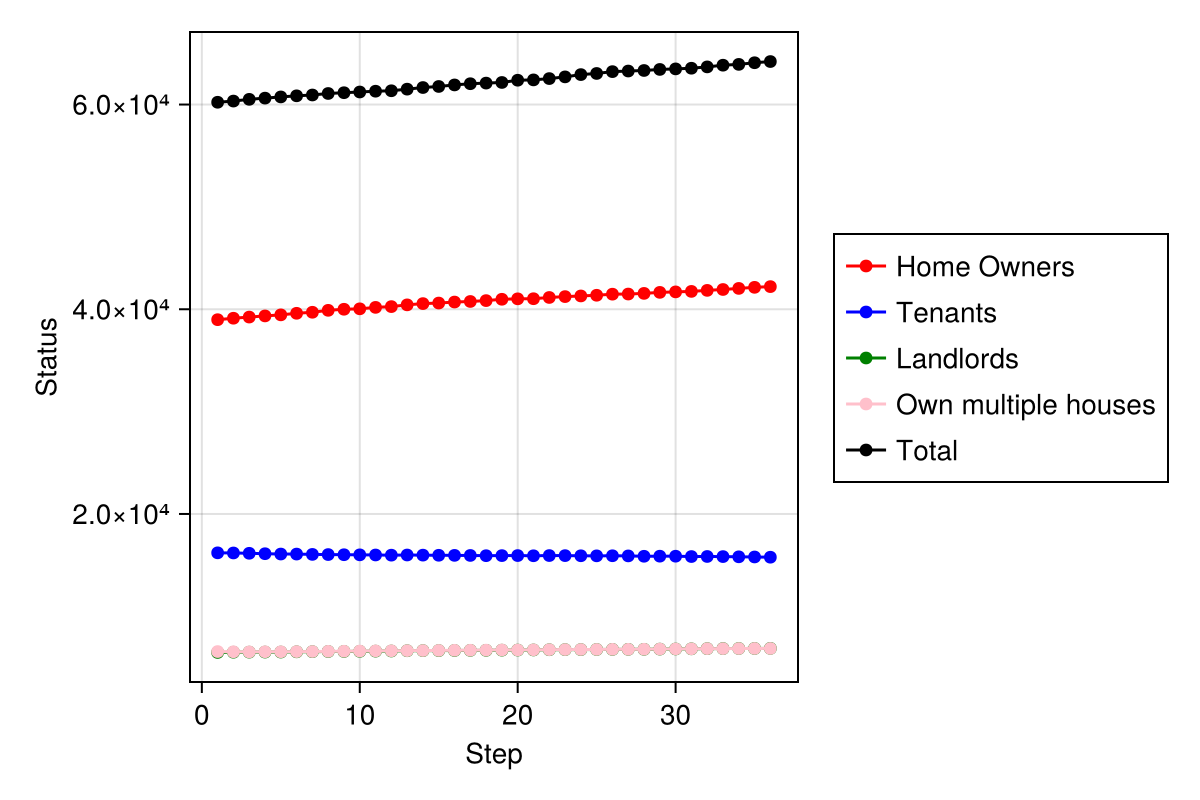 6.0×10⁴
4.0×10⁴
2.0×10⁴
Status
0 10 20 30
Step
Home Owners
Tenants
Landlords
Own multiple houses
Total